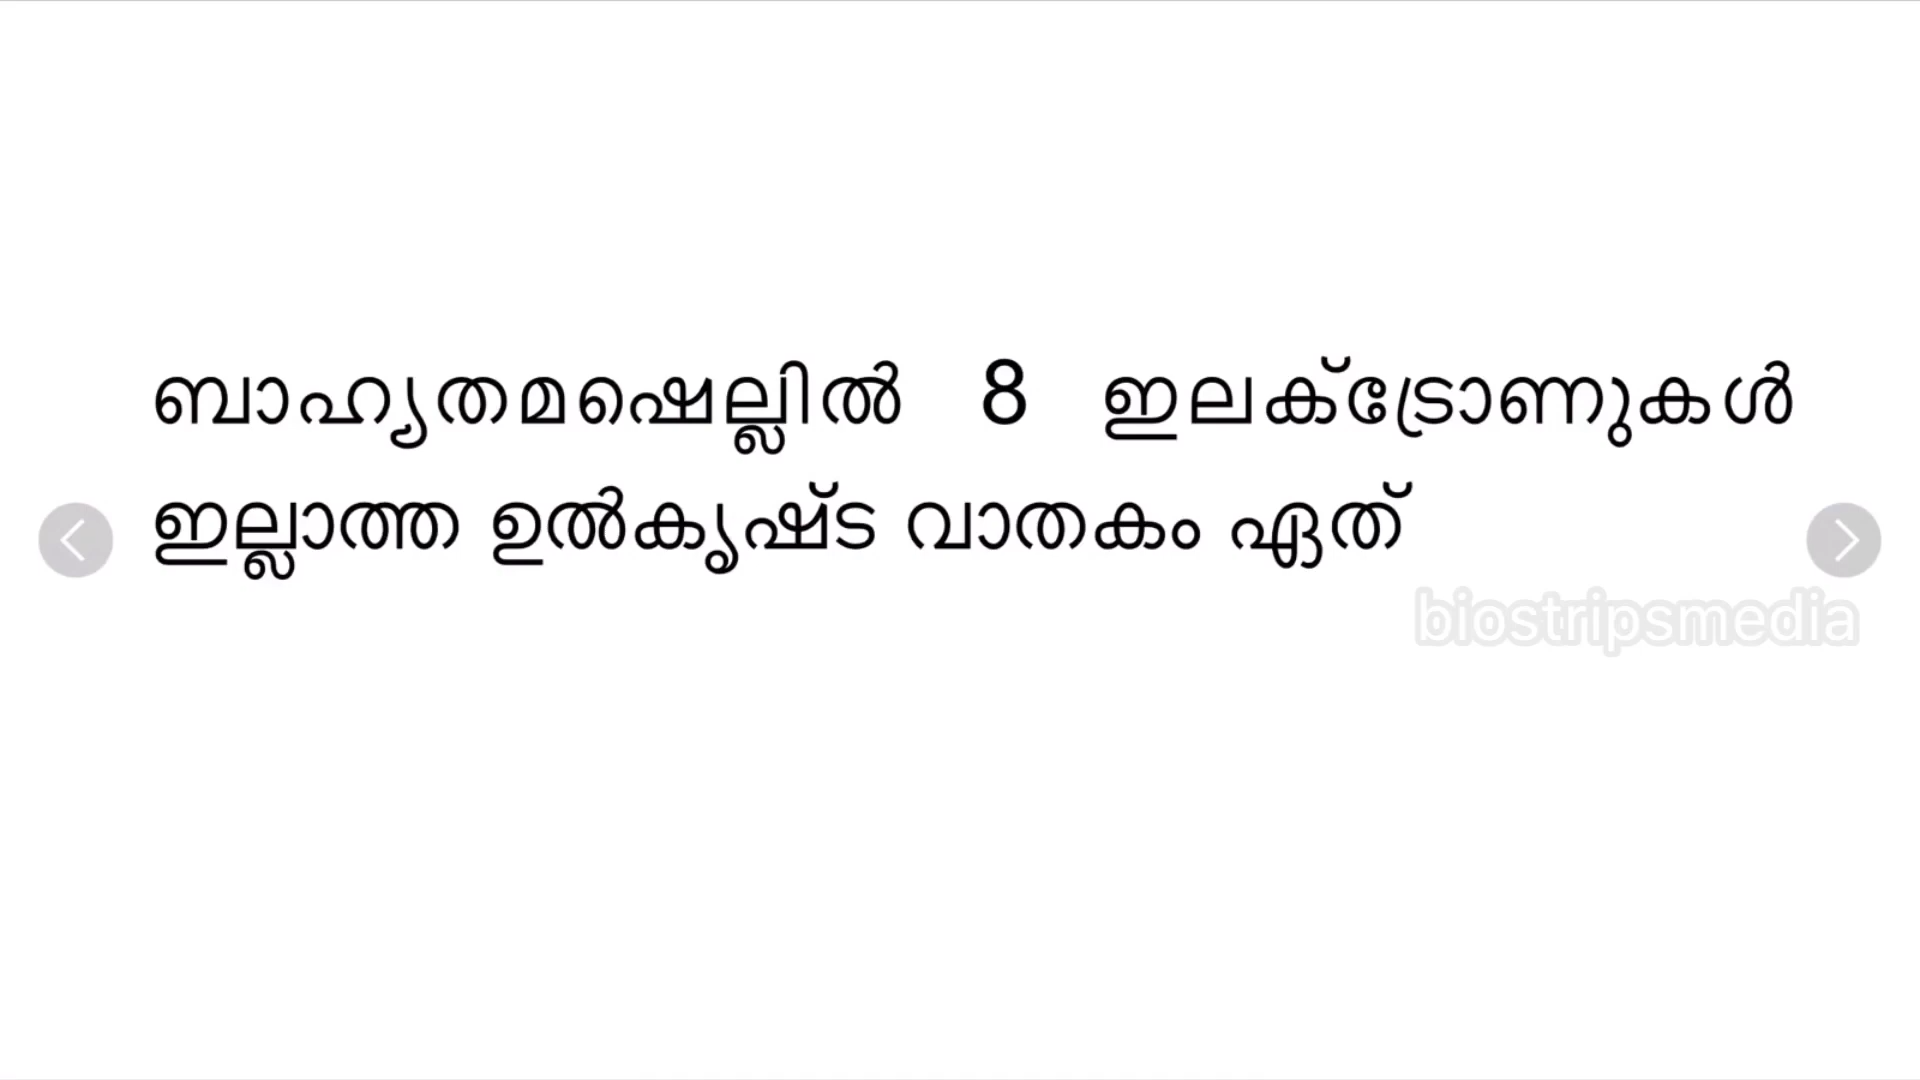 ബാഹ്യതമഷെല്ലിൽ 8 ഇലക്ട്രോണുകൾ
ഇല്ലാത്ത ഉൽകൃഷ്ട വാതകം ഏത്
biostripsmedia